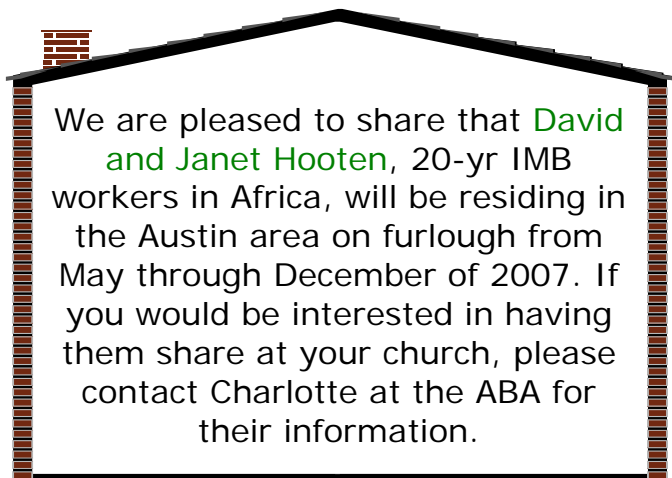 We are pleased to share that David
and Janet Hooten, 20-yr IMB
workers in Africa, will be residing in
the Austin area on furlough from
May through December of 2007. If
you would be interested in having
them share at your church, please
contact Charlotte at the ABA for
their information.